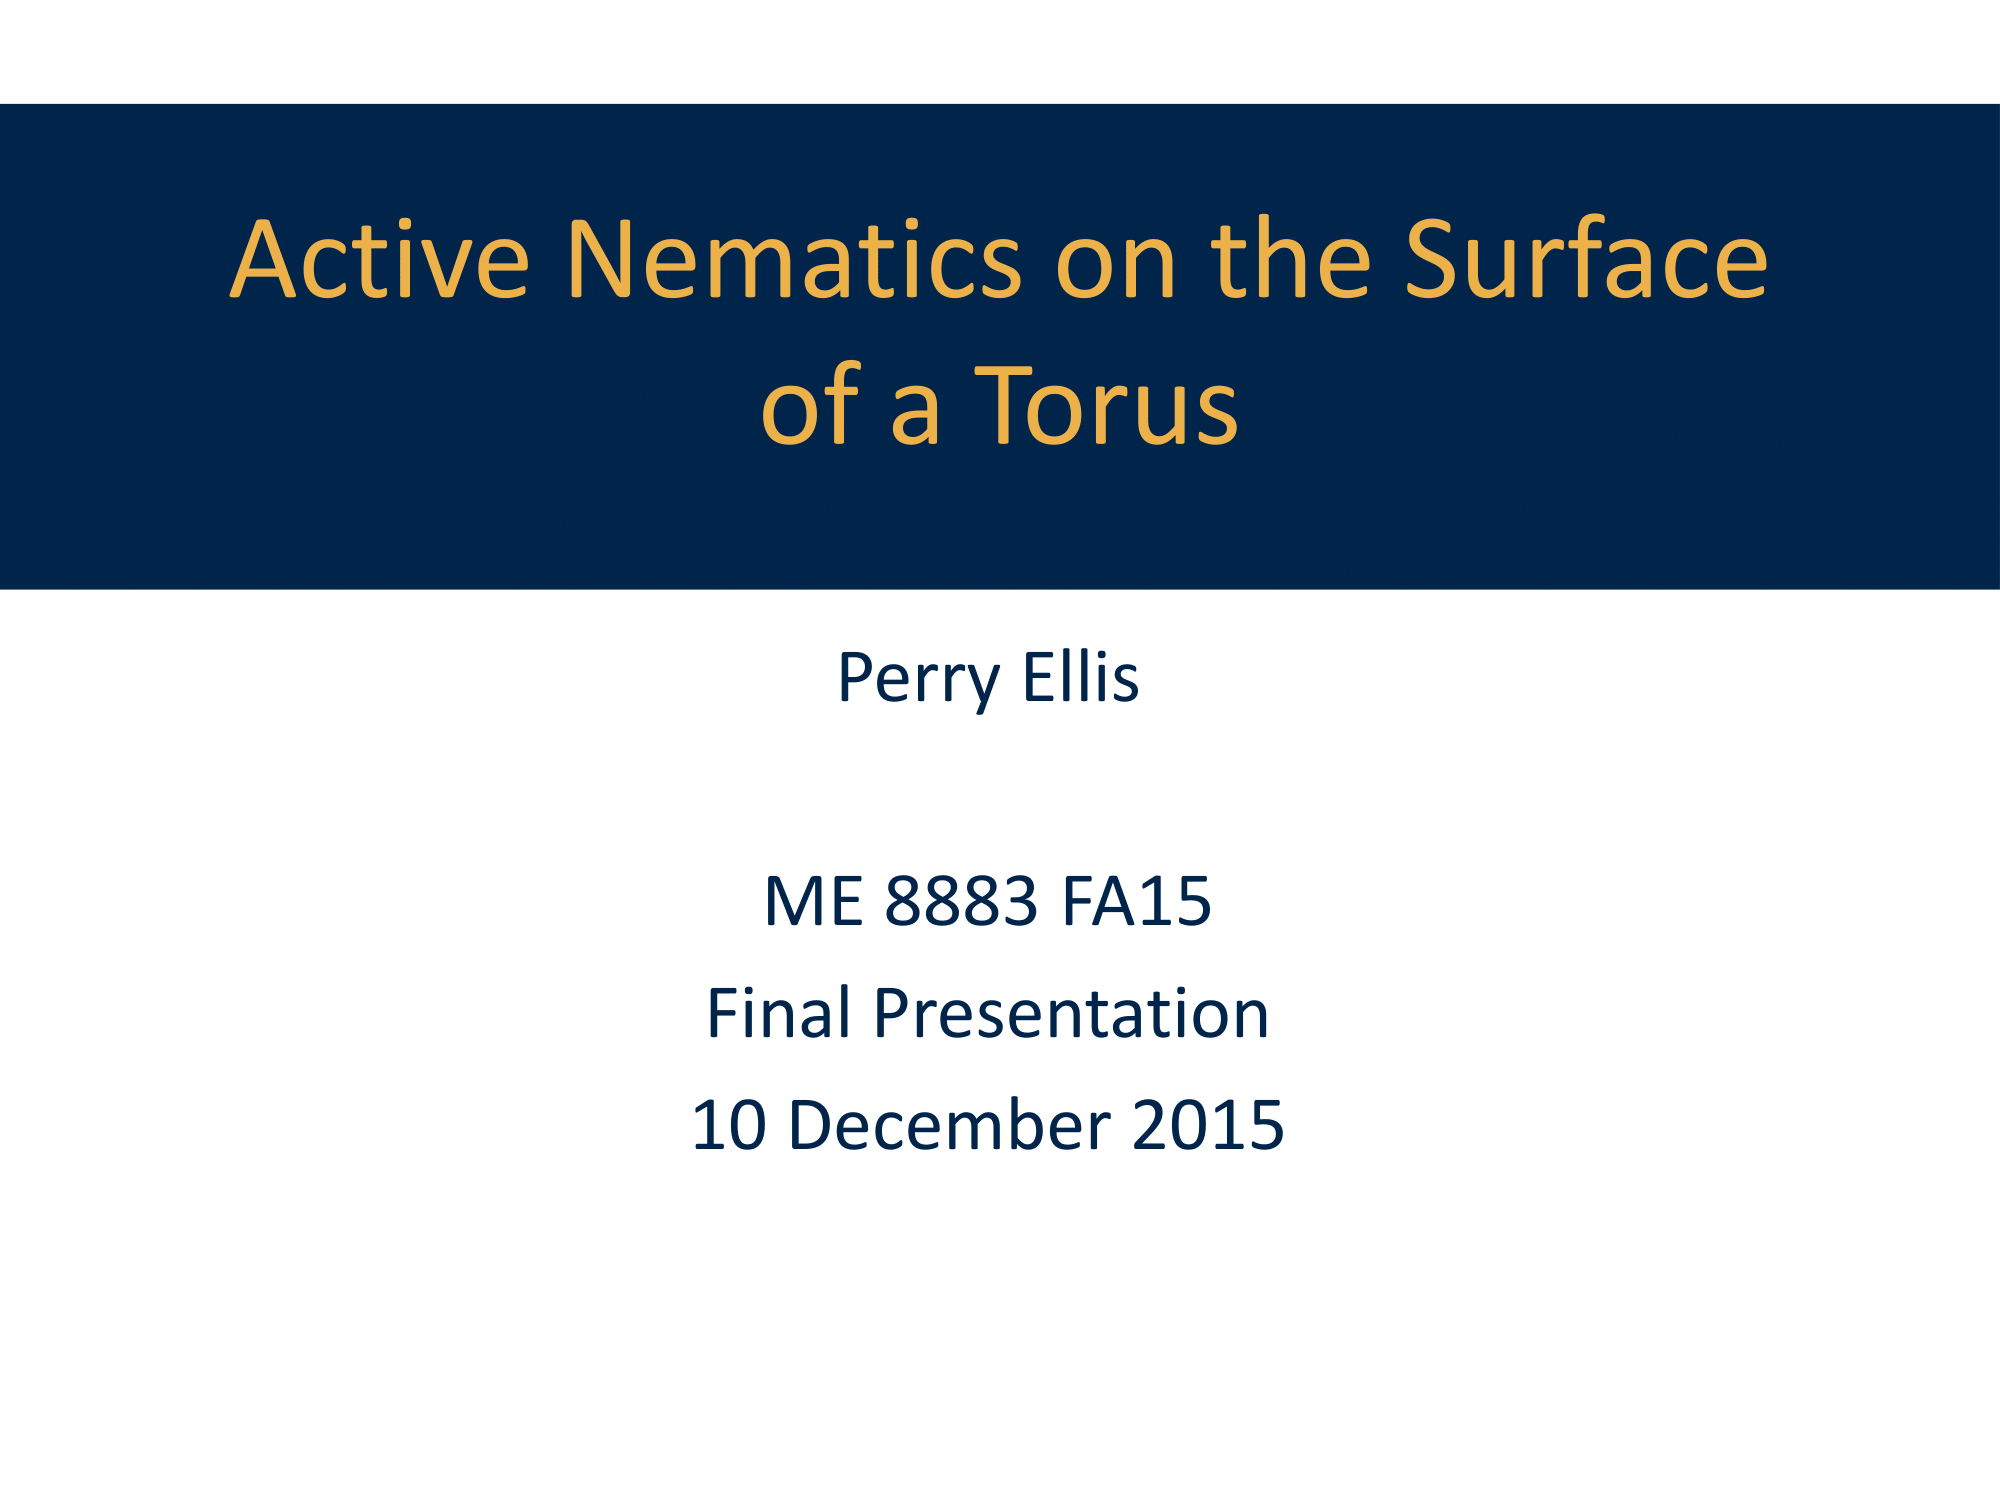 Active Nematics on the Surface
of a Torus
Perry Ellis
ME 8883 FA15
Final Presentation
10 December 2015